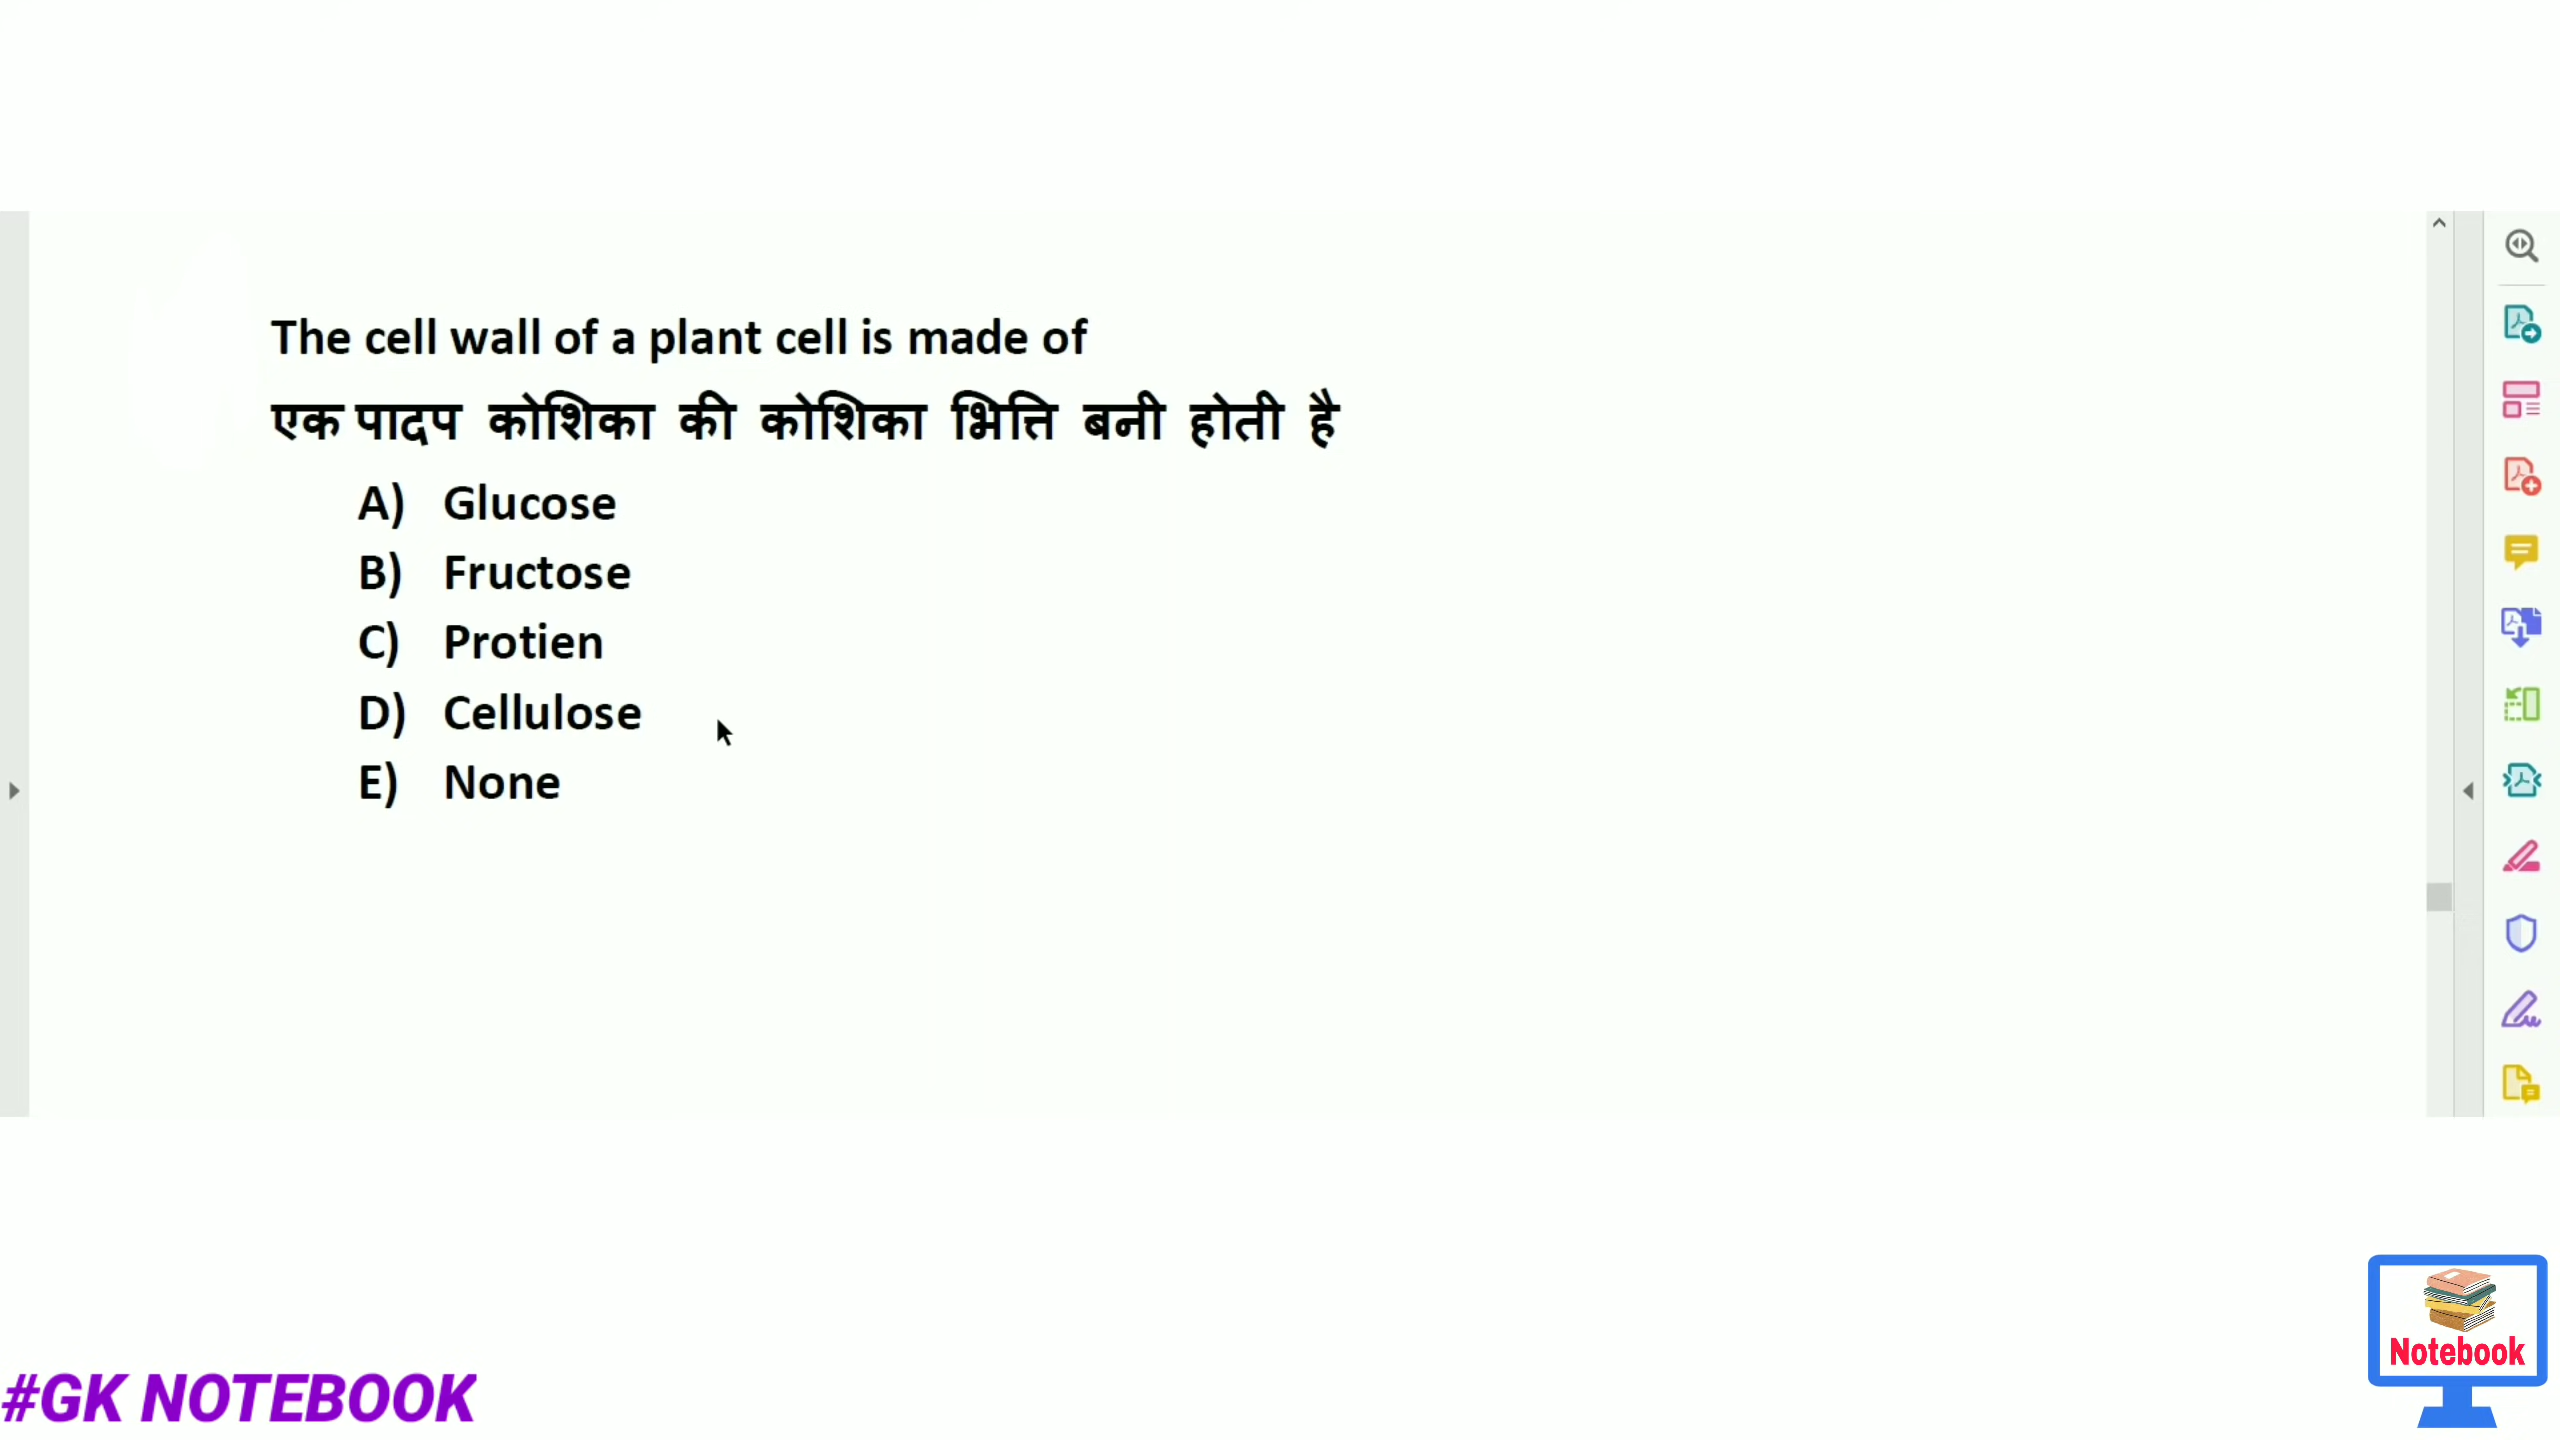 The cell wall of a plant cell is made of
एक पादप कोशिका की कोशिका भित्ति बनी होती है
A) Glucose
B) Fructose
C) Protien
D) Cellulose
E) None
#GK NOTEBOOK
Notebook